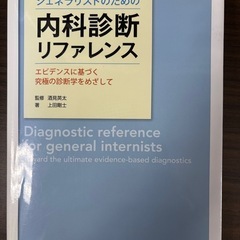 ジェネラリストのための
内科診断
リファレンス
エビデンスに基づく
究極の診断学をめざして
監修 酒見英太
著 上田剛士
Diagnostic reference
for general internists
Toward the ultimate evidence-based diagnostics